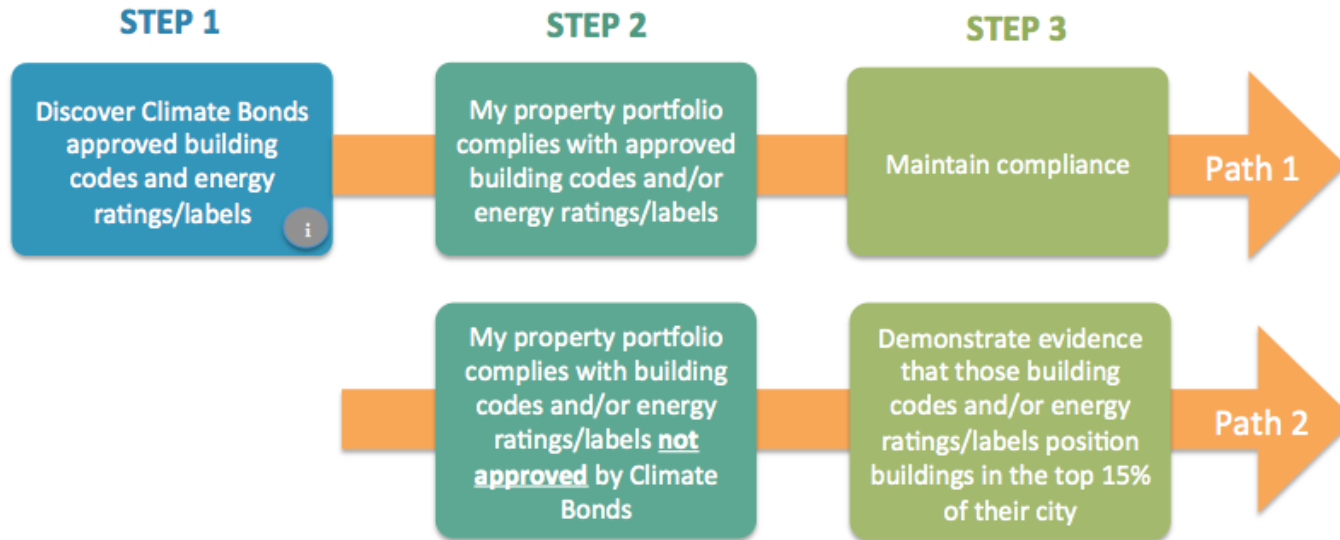 STEP 1
STEP 2
STEP 3
Discover Climate Bonds
approved building
codes and energy
ratings/labels
i
My property portfolio
complies with approved
building codes and/or
energy ratings/labels
Maintain compliance
Path 1
My property portfolio
complies with building
codes and/or energy
ratings/labels not
approved by Climate
Bonds
Demonstrate evidence
that those building
codes and/or energy
ratings/labels position
buildings in the top 15%
of their city
Path 2